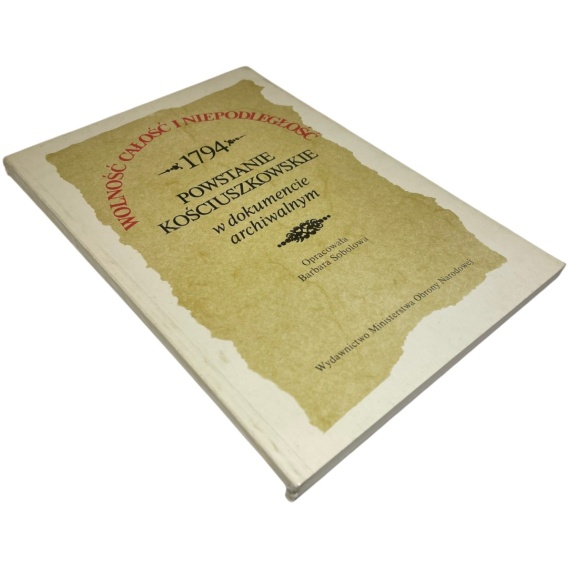 WOLNOŚĆ CAŁOŚĆ I NIEPODLEGŁOŚĆ
1794
POWSTANIE
KOŚCIUSZKOWSKIE
w dokumencie
archiwalnym
Opracowała
Barbara Sobolowa
Wydawnictwo Ministerstwa Obrony Narodowej